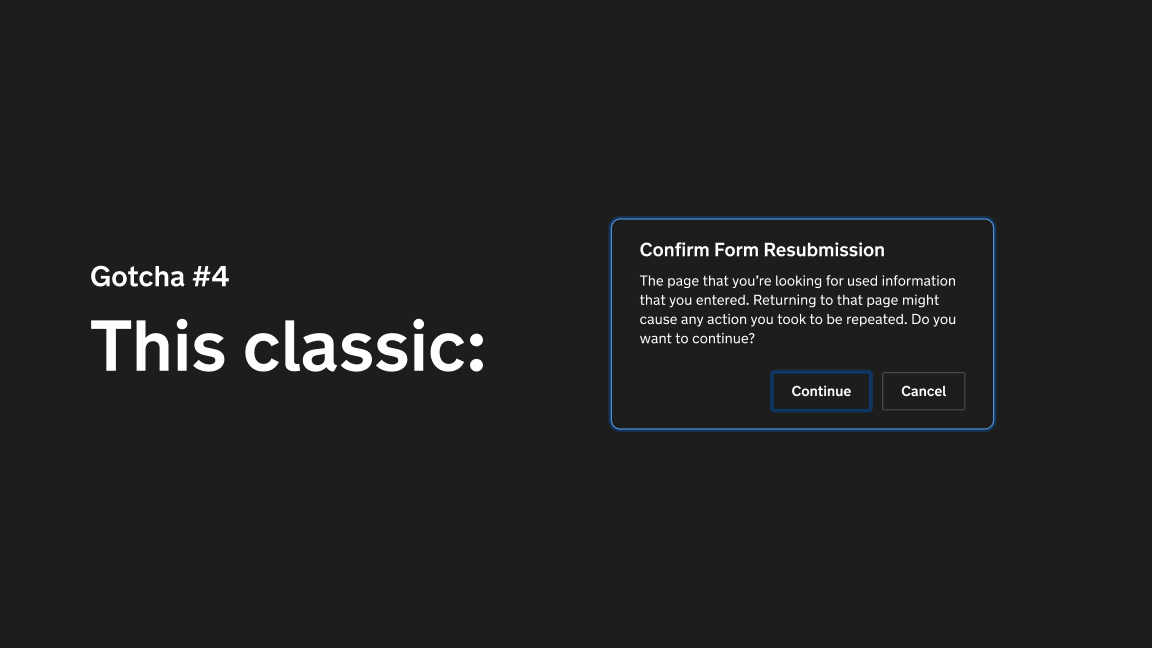 Gotcha #4
This classic:
Confirm Form Resubmission
The page that you’re looking for used information
that you entered. Returning to that page might
cause any action you took to be repeated. Do you
want to continue?
Continue
Cancel